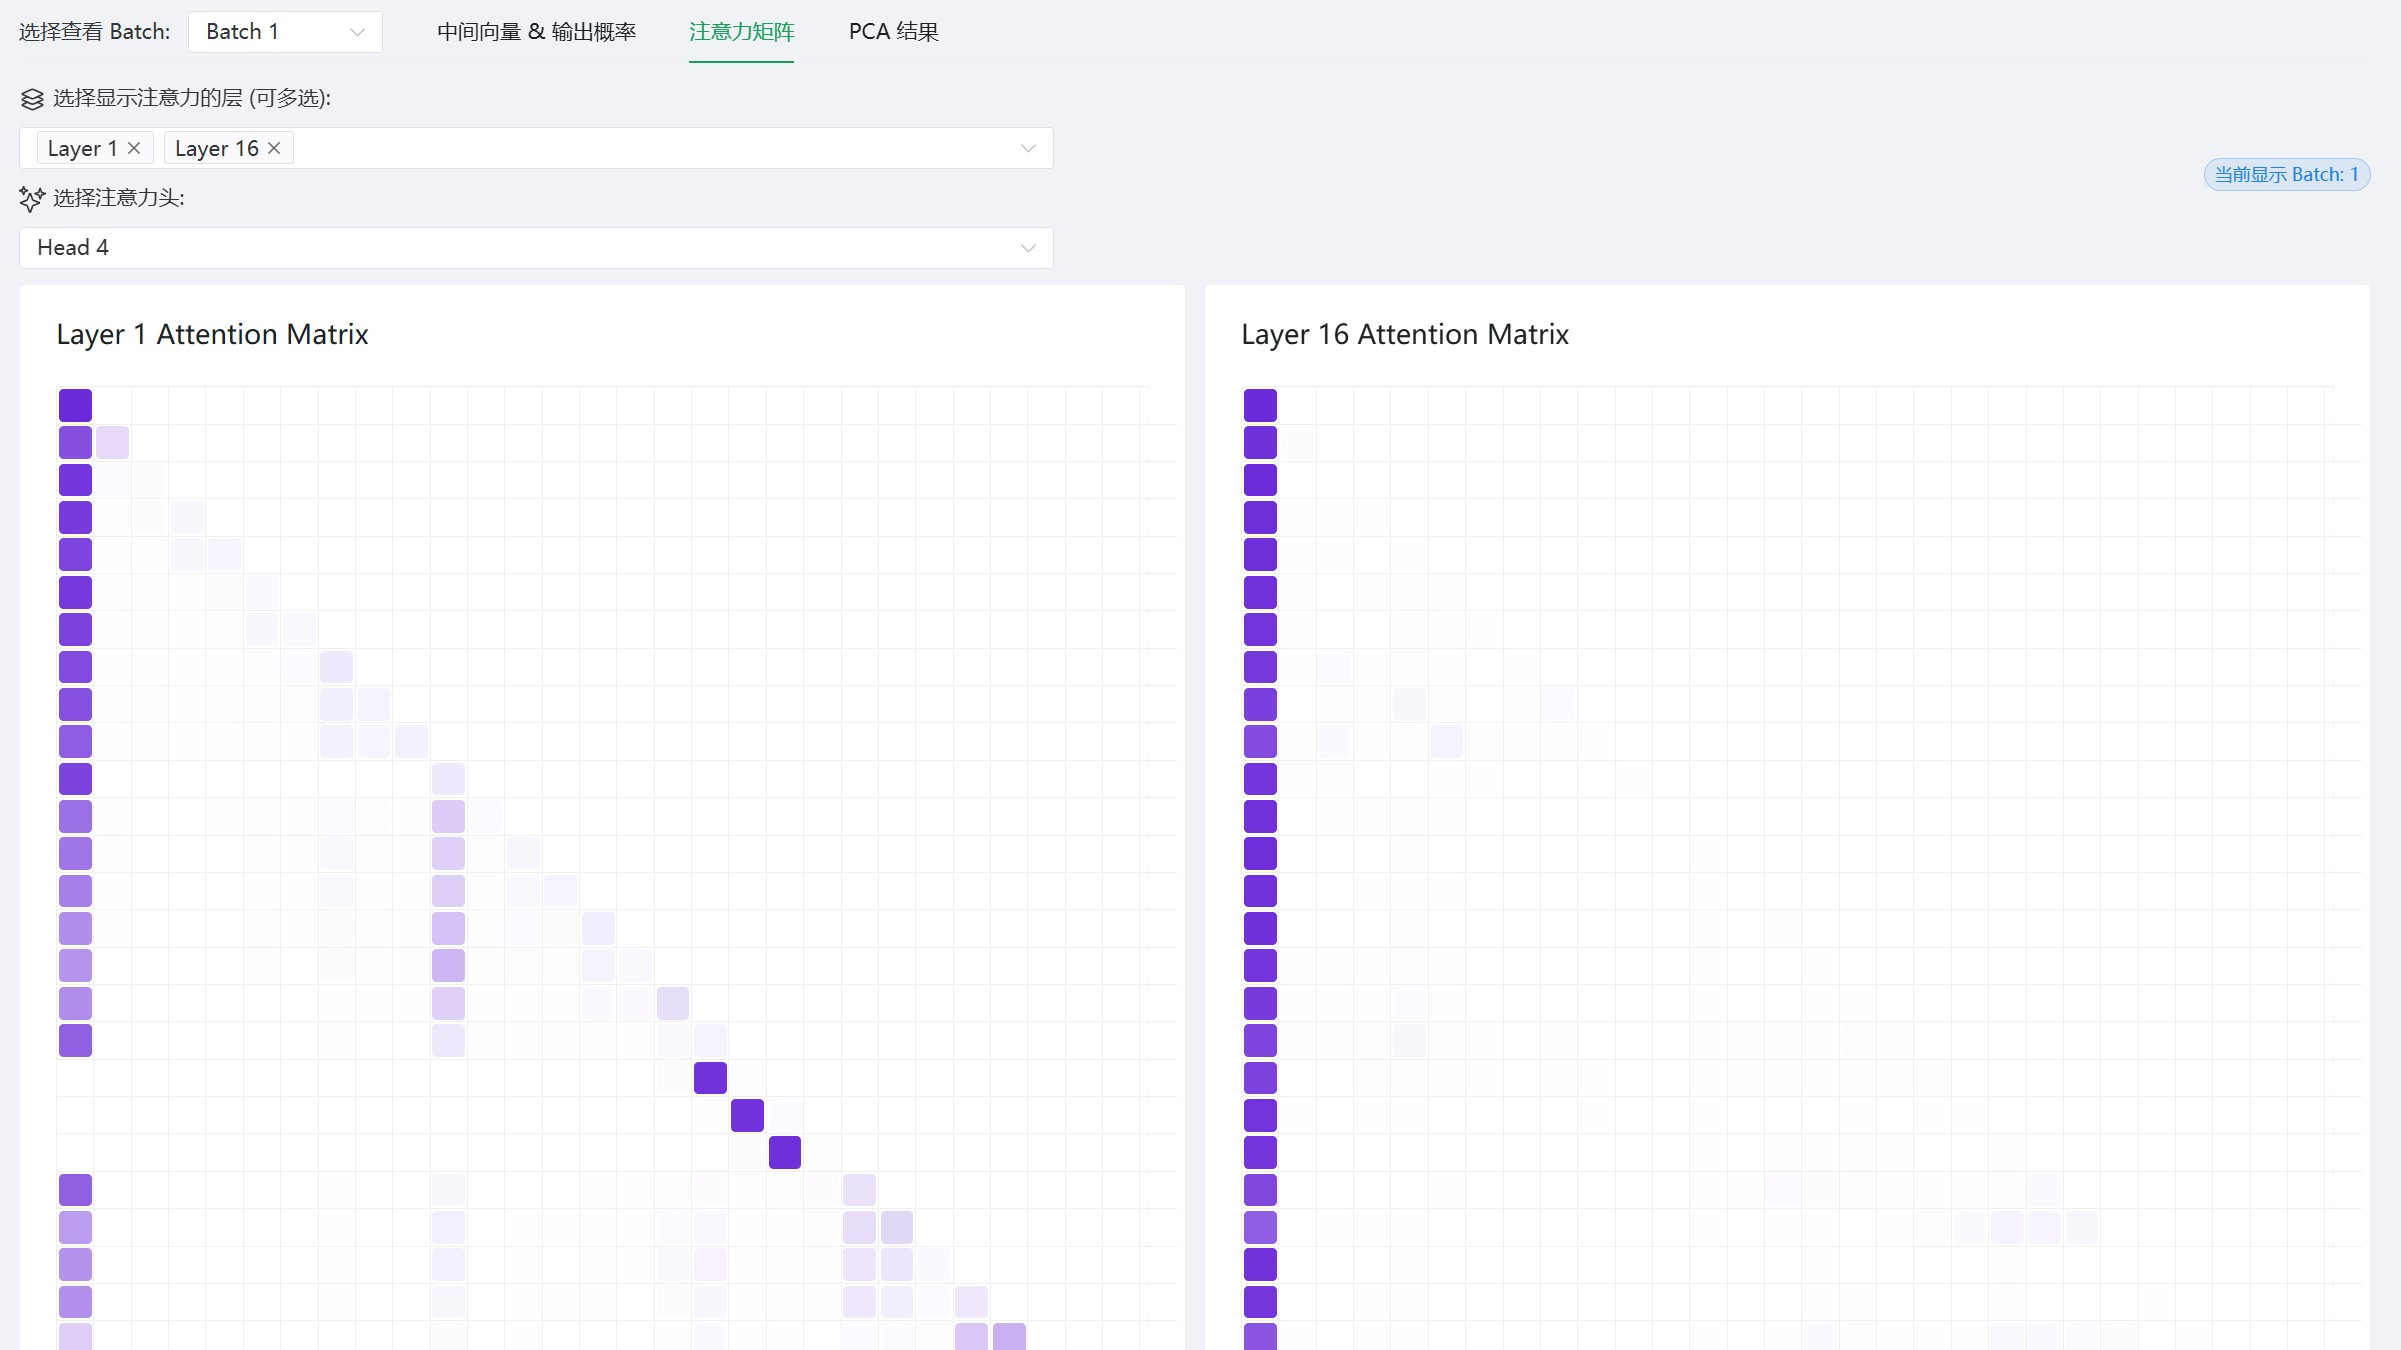 选择查看 Batch: Batch 1 中间向量 & 输出概率 注意力矩阵 PCA 结果
选择显示注意力的层 (可多选):
Layer 1 Layer 16
当前显示 Batch: 1
选择注意力头:
Head 4
Layer 1 Attention Matrix
Layer 16 Attention Matrix